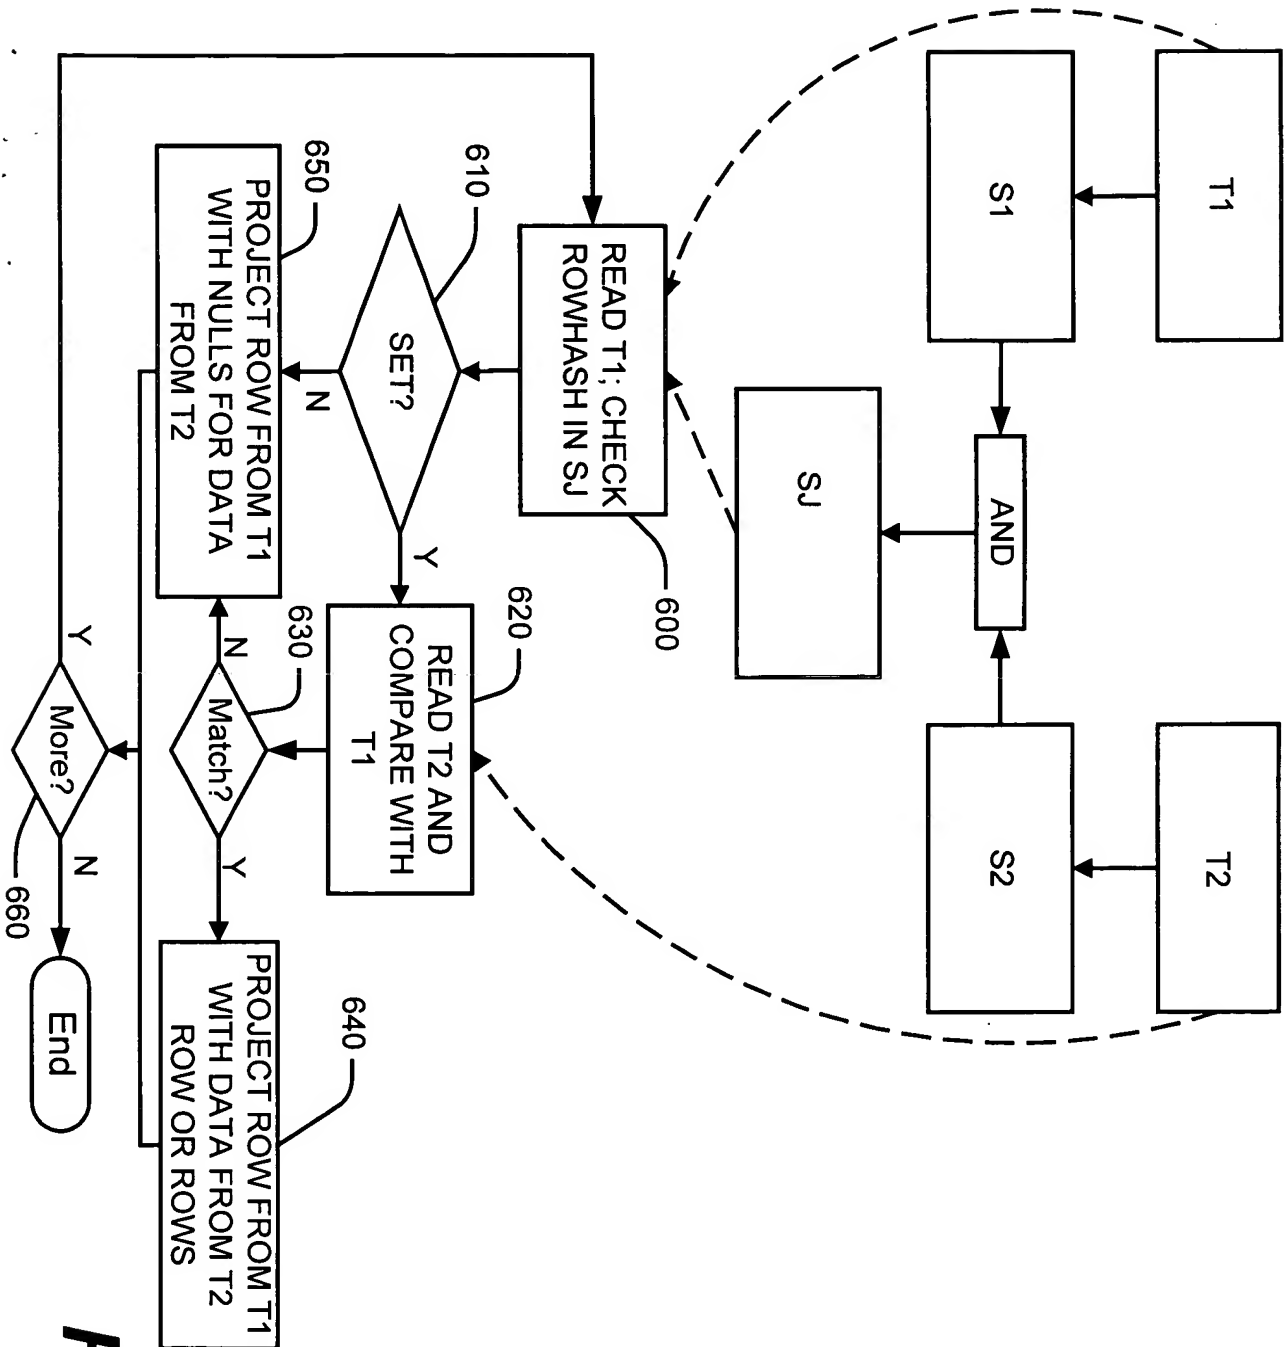 T1
T2
S1
AND
S2
SJ
READ T1; CHECK
ROWHASH IN SJ
600
610
SET?
Y
N
620
READ T2 AND
COMPARE WITH
T1
630
Match?
N
Y
650
PROJECT ROW FROM T1
WITH NULLS FOR DATA
FROM T2
640
PROJECT ROW FROM T1
WITH DATA FROM T2
ROW OR ROWS
Y
More?
N
660
End